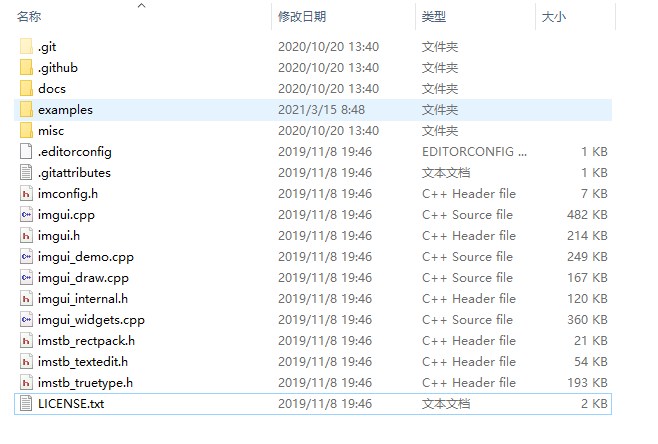 名称 修改日期 类型 大小
.git 2020/10/20 13:40 文件夹
.github 2020/10/20 13:40 文件夹
docs 2020/10/20 13:40 文件夹
examples 2021/3/15 8:48 文件夹
misc 2020/10/20 13:40 文件夹
.editorconfig 2019/11/8 19:46 EDITORCONFIG ... 1 KB
.gitattributes 2019/11/8 19:46 文本文档 1 KB
imconfig.h 2019/11/8 19:46 C++ Header file 7 KB
imgui.cpp 2019/11/8 19:46 C++ Source file 482 KB
imgui.h 2019/11/8 19:46 C++ Header file 214 KB
imgui_demo.cpp 2019/11/8 19:46 C++ Source file 249 KB
imgui_draw.cpp 2019/11/8 19:46 C++ Source file 167 KB
imgui_internal.h 2019/11/8 19:46 C++ Header file 120 KB
imgui_widgets.cpp 2019/11/8 19:46 C++ Source file 360 KB
imstb_rectpack.h 2019/11/8 19:46 C++ Header file 21 KB
imstb_textedit.h 2019/11/8 19:46 C++ Header file 54 KB
imstb_truetype.h 2019/11/8 19:46 C++ Header file 193 KB
LICENSE.txt 2019/11/8 19:46 文本文档 2 KB